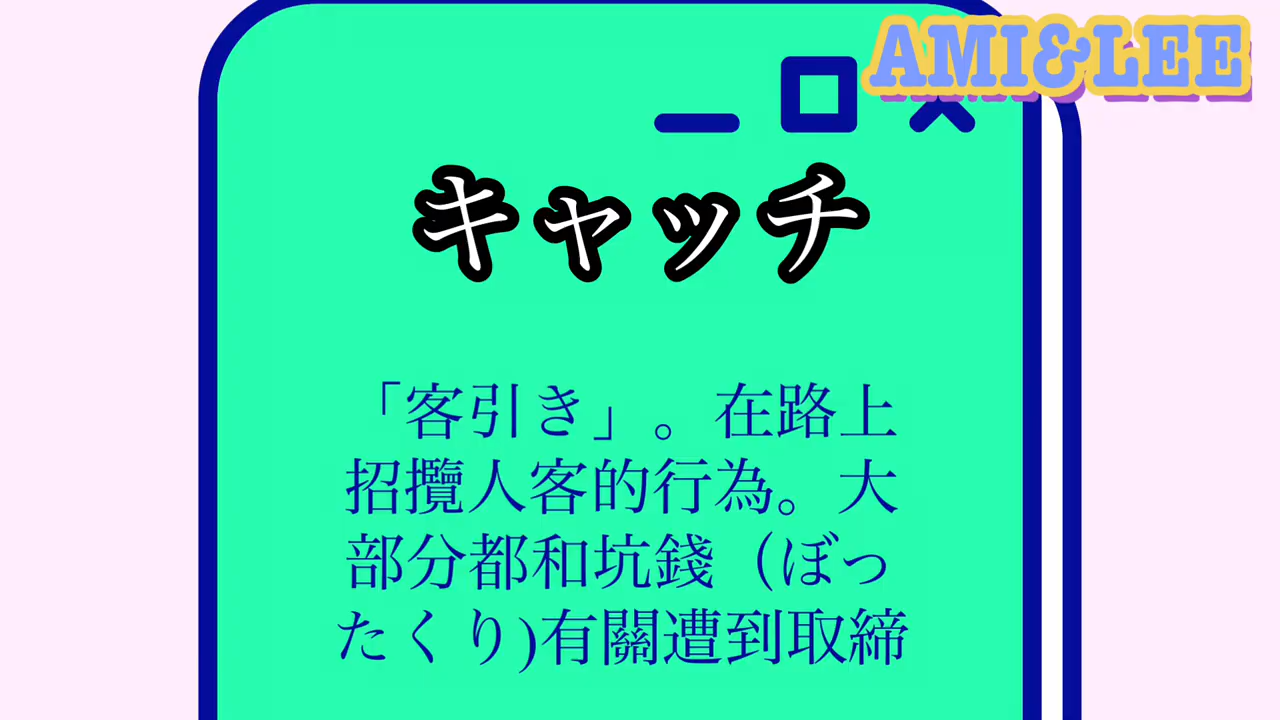 AMI&LEE
キャッチ
「客引き」。在路上
招攬人客的行為。大
部分都和坑錢（ぼっ
たくり)有關遭到取締